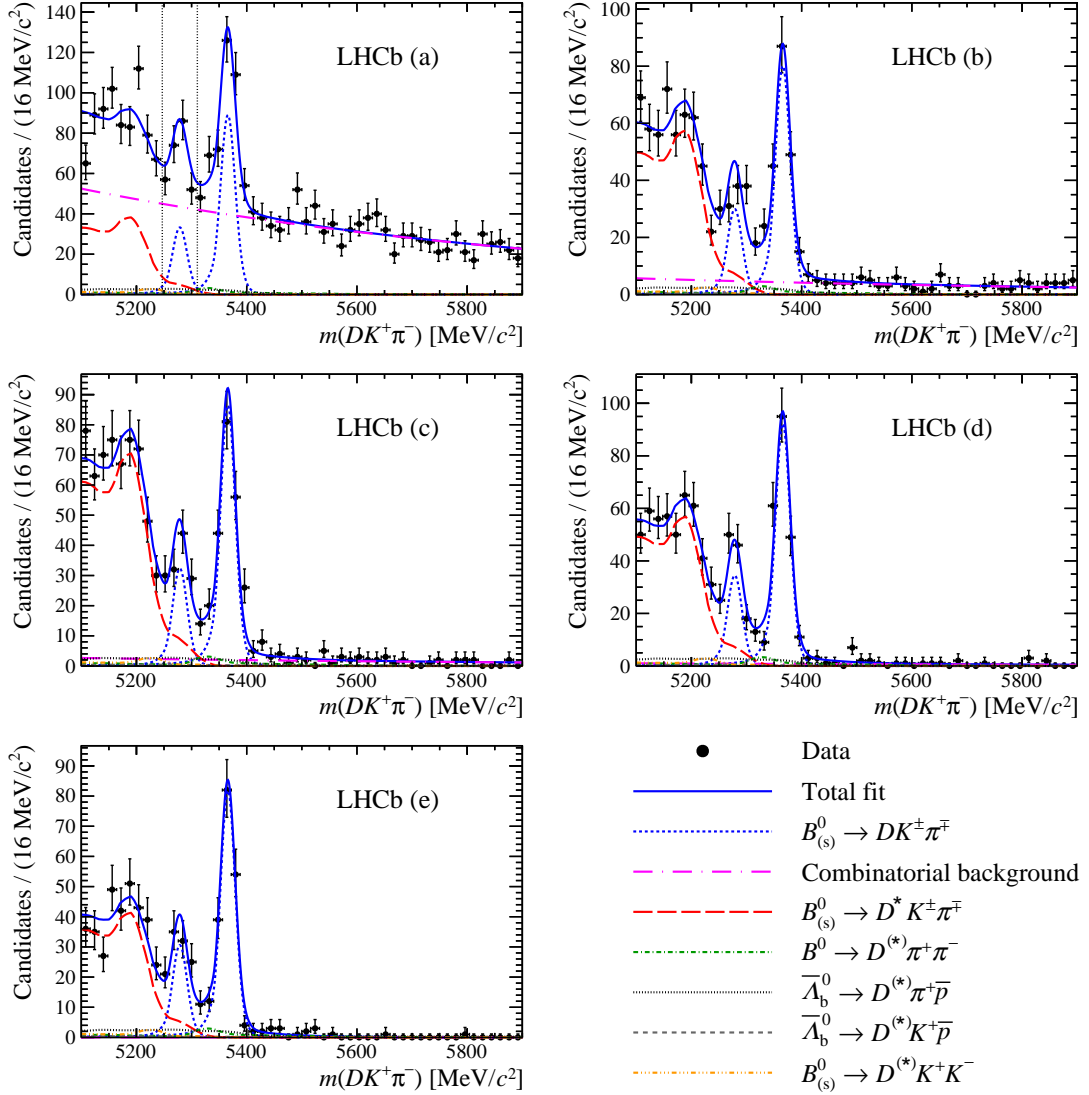 LHCb (a)
Candidates / (16 MeV/c²)
140
120
100
80
60
40
20
0
5200 5400 5600 5800
m(DK⁺π⁻) [MeV/c²]
LHCb (b)
Candidates / (16 MeV/c²)
100
80
60
40
20
0
5200 5400 5600 5800
m(DK⁺π⁻) [MeV/c²]
LHCb (c)
Candidates / (16 MeV/c²)
90
80
70
60
50
40
30
20
10
0
5200 5400 5600 5800
m(DK⁺π⁻) [MeV/c²]
LHCb (d)
Candidates / (16 MeV/c²)
100
80
60
40
20
0
5200 5400 5600 5800
m(DK⁺π⁻) [MeV/c²]
LHCb (e)
Candidates / (16 MeV/c²)
90
80
70
60
50
40
30
20
10
0
5200 5400 5600 5800
m(DK⁺π⁻) [MeV/c²]
Data
Total fit
B⁰₍ₛ₎ → DK^±π^∓
Combinatorial background
B⁰₍ₛ₎ → D*K^±π^∓
B⁰ → D^(*)π⁺π⁻
Λ̅_b⁰ → D^(*)π⁺p̅
Λ̅_b⁰ → D^(*)K⁺p̅
B⁰₍ₛ₎ → D^(*)K⁺K⁻